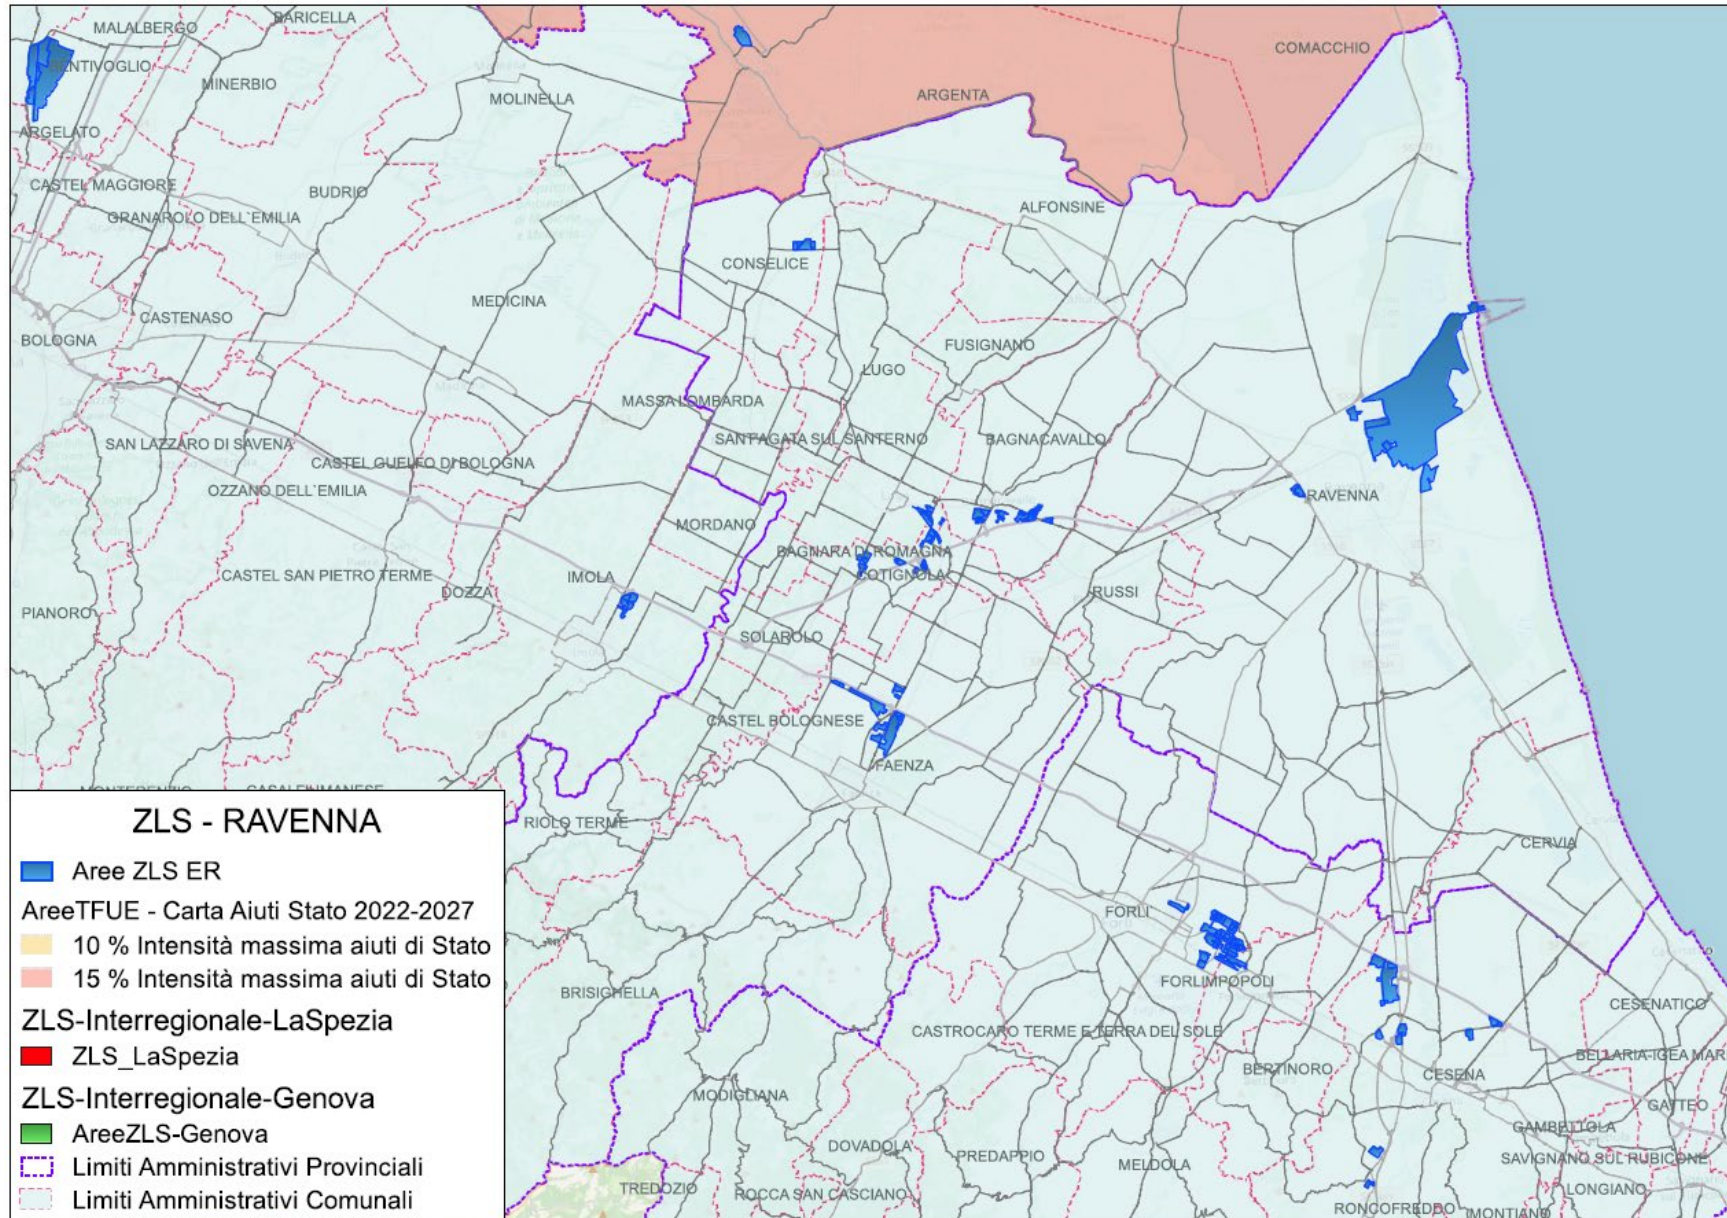 BARICELLA
MALALBERGO
COMACCHIO
BENTIVOGLIO
MINERBIO
MOLINELLA
ARGENTA
ARGELATO
CASTEL MAGGIORE
BUDRIO
GRANAROLO DELL`EMILIA
ALFONSINE
CONSELICE
MEDICINA
CASTENASO
BOLOGNA
FUSIGNANO
LUGO
MASSA LOMBARDA
SAN LAZZARO DI SAVENA
SANT'AGATA SUL SANTERNO
BAGNACAVALLO
CASTEL GUELFO DI BOLOGNA
OZZANO DELL`EMILIA
RAVENNA
MORDANO
BAGNARA DI ROMAGNA
CASTEL SAN PIETRO TERME
IMOLA
COTIGNOLA
DOZZA
RUSSI
PIANORO
SOLAROLO
CASTEL BOLOGNESE
FAENZA
MONTERENZIO
CASALFIUMANESE
RIOLO TERME
CERVIA
FORLI`
FORLIMPOPOLI
BRISIGHELLA
CESENATICO
CASTROCARO TERME E TERRA DEL SOLE
BERTINORO
CESENA
BELLARIA-IGEA MAR
MODIGLIANA
GATTEO
GAMBETTOLA
DOVADOLA
PREDAPPIO
MELDOLA
SAVIGNANO SUL RUBICONE
TREDOZIO
ROCCA SAN CASCIANO
LONGIANO
RONCOFREDDO
MONTIANO
ZLS - RAVENNA
Aree ZLS ER
AreeTFUE - Carta Aiuti Stato 2022-2027
10 % Intensità massima aiuti di Stato
15 % Intensità massima aiuti di Stato
ZLS-Interregionale-LaSpezia
ZLS_LaSpezia
ZLS-Interregionale-Genova
AreeZLS-Genova
Limiti Amministrativi Provinciali
Limiti Amministrativi Comunali